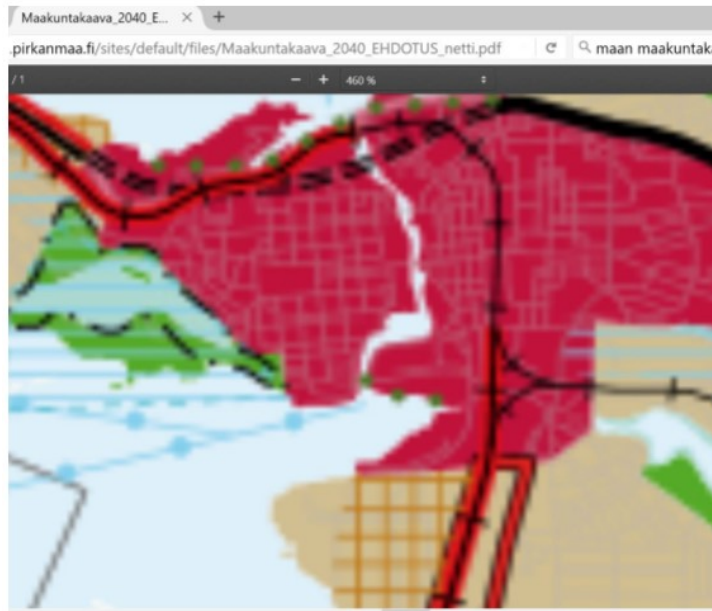 Maakuntakaava_2040_E...
.pirkanmaa.fi/sites/default/files/Maakuntakaava_2040_EHDOTUS_netti.pdf
maan maakuntaka
/ 1
460 %